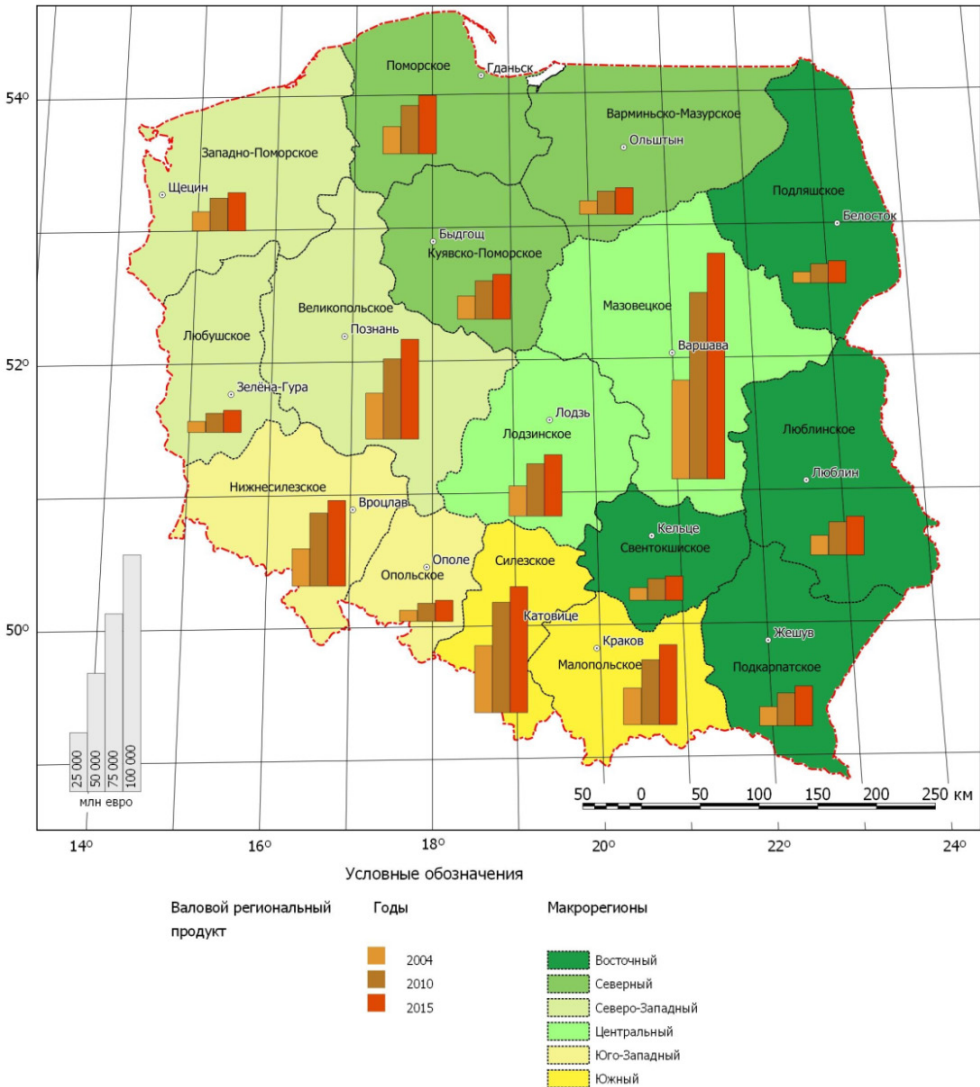 54°
52°
50°
Поморское
Гданьск
Варминьско-Мазурское
Ольштын
Западно-Поморское
Щецин
Подляшское
Белосток
Быдгощ
Куявско-Поморское
Великопольское
Познань
Любушское
Зелёна-Гура
Мазовецкое
Варшава
Лодзь
Лодзинское
Люблинское
Люблин
Нижнесилезское
Вроцлав
Ополе
Опольское
Силезское
Катовице
Кельце
Свентокшиское
Краков
Малопольское
Жешув
Подкарпатское
25 000
50 000
75 000
100 000
млн евро
50 0 50 100 150 200 250 км
14° 16° 18° 20° 22° 24°
Условные обозначения
Валовой региональный
продукт
Годы
2004
2010
2015
Макрорегионы
Восточный
Северный
Северо-Западный
Центральный
Юго-Западный
Южный